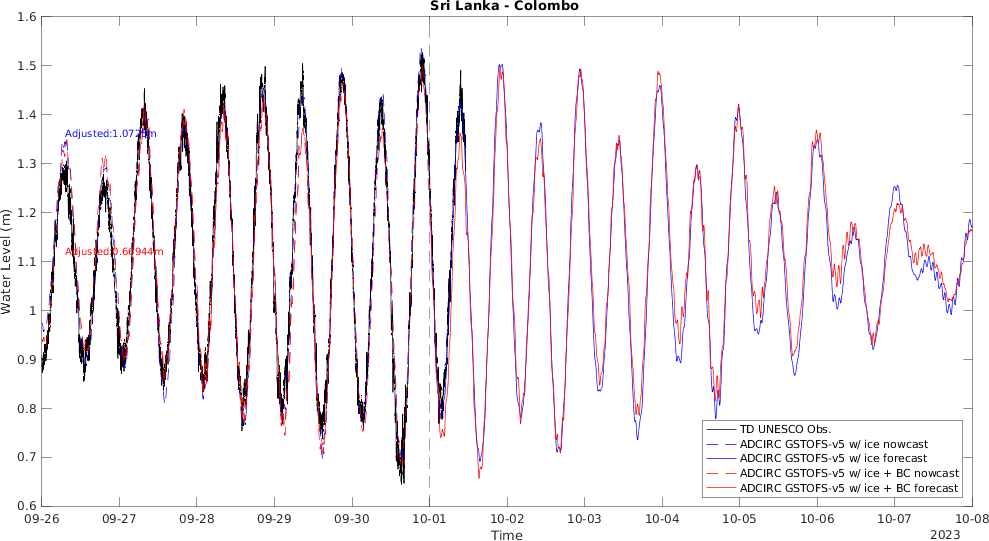 Sri Lanka - Colombo
1.6
1.5
1.4
1.3
1.2
1.1
1
0.9
0.8
0.7
0.6
Water Level (m)
Adjusted:1.0725m
Adjusted:0.66944m
TD UNESCO Obs.
ADCIRC GSTOFS-v5 w/ ice nowcast
ADCIRC GSTOFS-v5 w/ ice forecast
ADCIRC GSTOFS-v5 w/ ice + BC nowcast
ADCIRC GSTOFS-v5 w/ ice + BC forecast
09-26 09-27 09-28 09-29 09-30 10-01 10-02 10-03 10-04 10-05 10-06 10-07 10-08
Time
2023